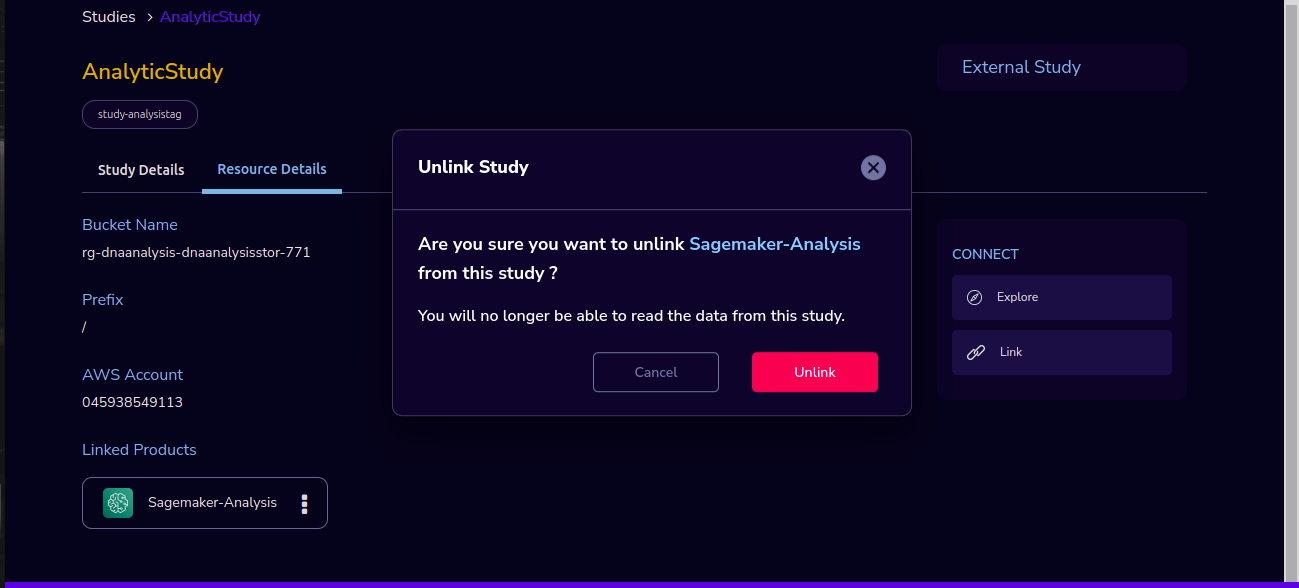 Studies > AnalyticStudy
AnalyticStudy
External Study
study-analysistag
Study Details
Resource Details
Unlink Study
Are you sure you want to unlink Sagemaker-Analysis
from this study ?
You will no longer be able to read the data from this study.
Cancel
Unlink
Bucket Name
rg-dnaanalysis-dnaanalysisstor-771
Prefix
/
AWS Account
045938549113
Linked Products
Sagemaker-Analysis
CONNECT
Explore
Link